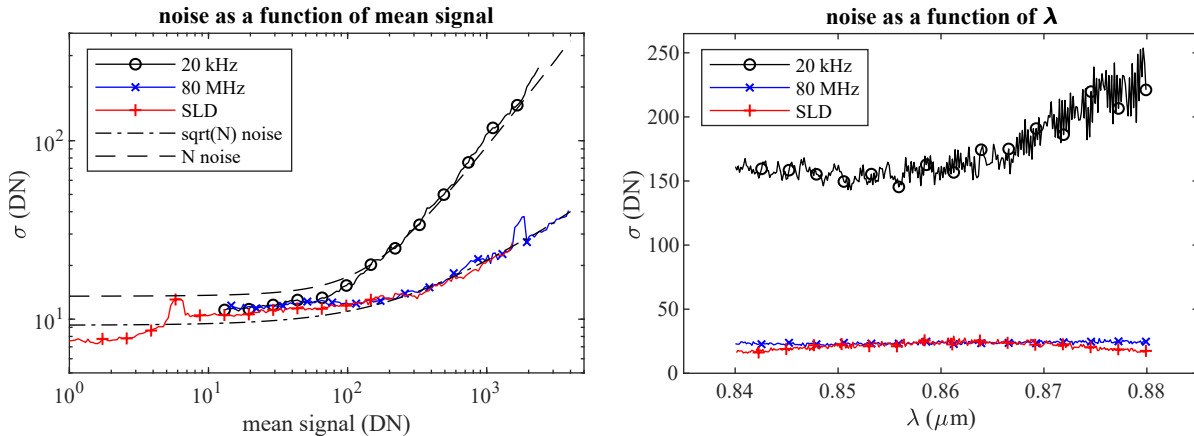 noise as a function of mean signal
20 kHz
80 MHz
SLD
sqrt(N) noise
N noise
10²
10¹
σ (DN)
10⁰ 10¹ 10² 10³
mean signal (DN)
noise as a function of λ
20 kHz
80 MHz
SLD
250
200
150
100
50
0
σ (DN)
0.84 0.85 0.86 0.87 0.88
λ (μm)